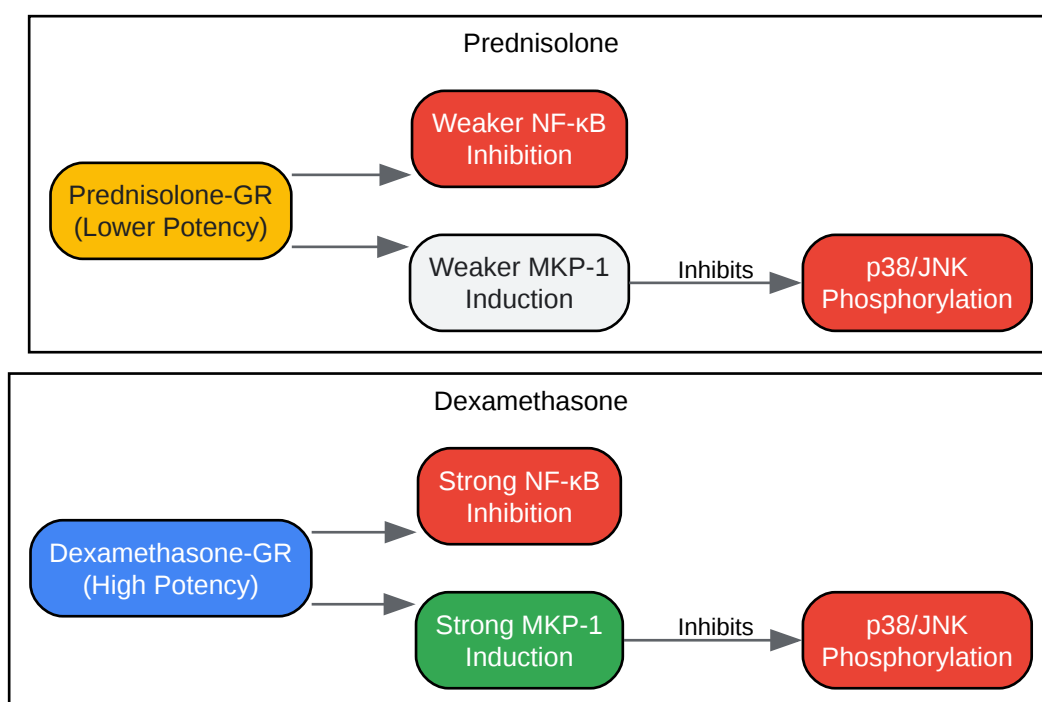 Prednisolone
Weaker NF-κB
Inhibition
Prednisolone-GR
(Lower Potency)
Weaker MKP-1
Induction
Inhibits
p38/JNK
Phosphorylation
Dexamethasone
Strong NF-κB
Inhibition
Dexamethasone-GR
(High Potency)
Strong MKP-1
Induction
Inhibits
p38/JNK
Phosphorylation